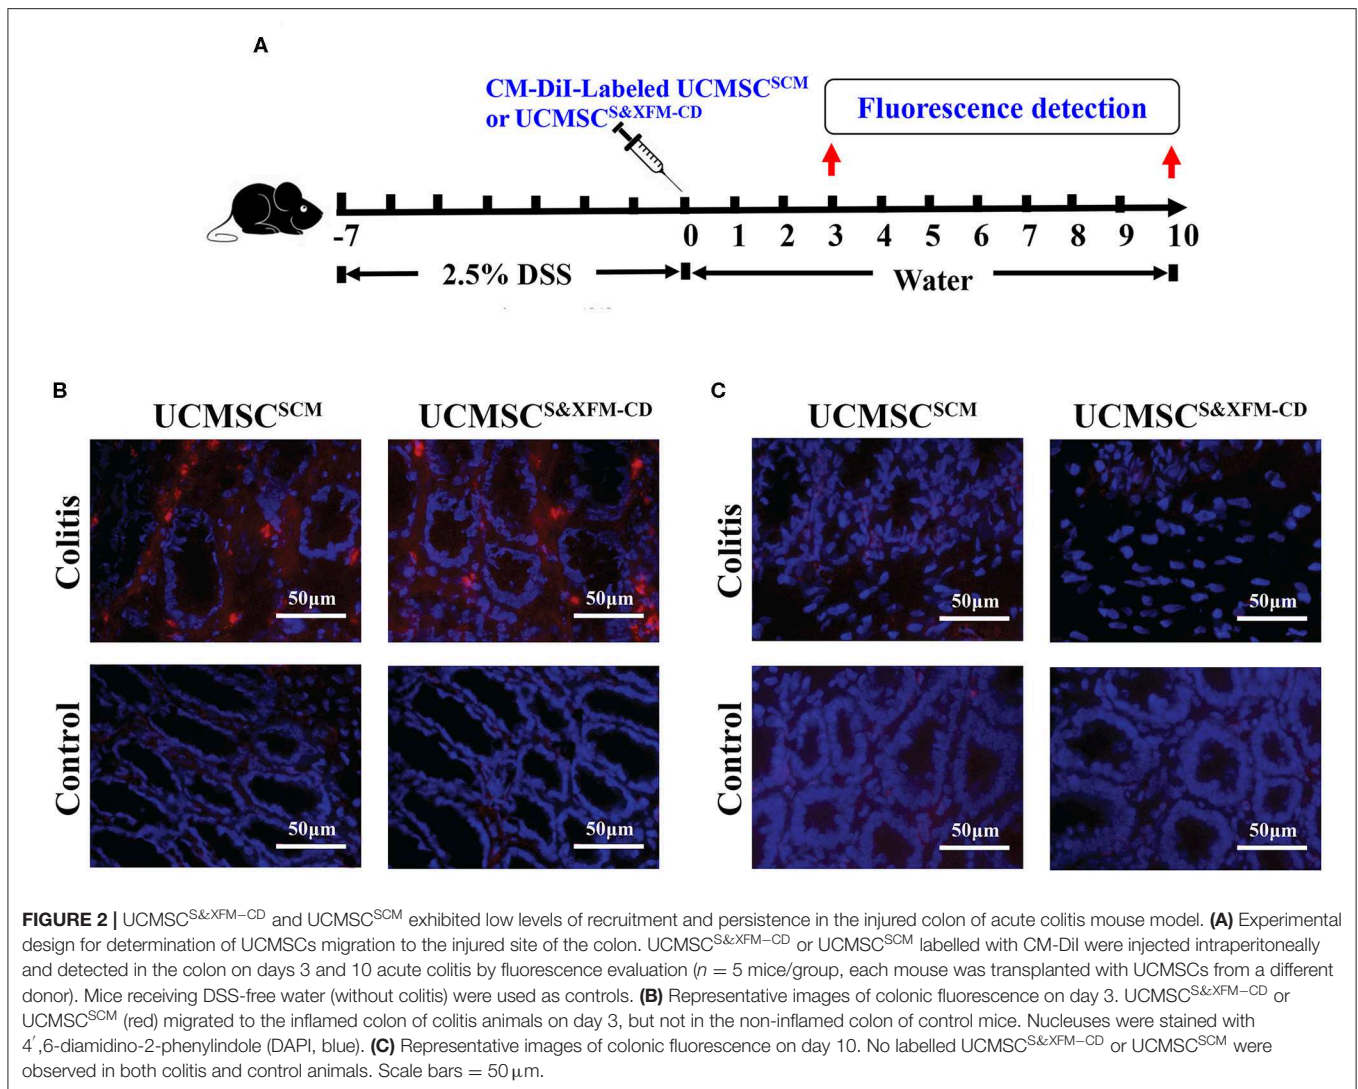 A
CM-DiI-Labeled UCMSC^SCM
or UCMSC^S&XFM-CD
Fluorescence detection
-7 0 1 2 3 4 5 6 7 8 9 10
2.5% DSS Water
B C
UCMSC^SCM UCMSC^S&XFM-CD UCMSC^SCM UCMSC^S&XFM-CD
Colitis 50μm 50μm Colitis 50μm 50μm
Control 50μm 50μm Control 50μm 50μm
FIGURE 2 | UCMSC^S&XFM−CD and UCMSC^SCM exhibited low levels of recruitment and persistence in the injured colon of acute colitis mouse model. (A) Experimental
design for determination of UCMSCs migration to the injured site of the colon. UCMSC^S&XFM−CD or UCMSC^SCM labelled with CM-DiI were injected intraperitoneally
and detected in the colon on days 3 and 10 acute colitis by fluorescence evaluation (n = 5 mice/group, each mouse was transplanted with UCMSCs from a different
donor). Mice receiving DSS-free water (without colitis) were used as controls. (B) Representative images of colonic fluorescence on day 3. UCMSC^S&XFM−CD or
UCMSC^SCM (red) migrated to the inflamed colon of colitis animals on day 3, but not in the non-inflamed colon of control mice. Nucleuses were stained with
4′,6-diamidino-2-phenylindole (DAPI, blue). (C) Representative images of colonic fluorescence on day 10. No labelled UCMSC^S&XFM−CD or UCMSC^SCM were
observed in both colitis and control animals. Scale bars = 50 μm.